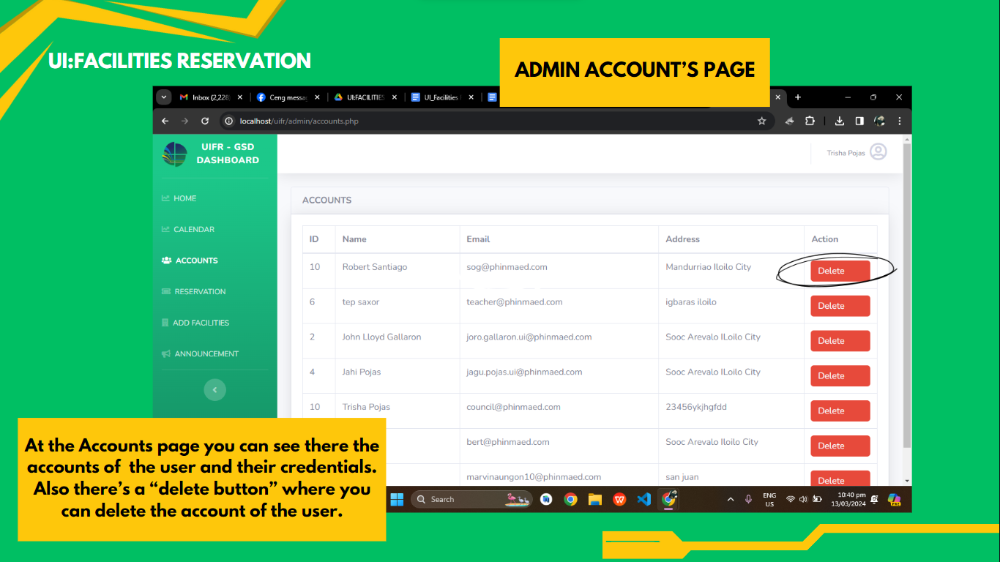 UI:FACILITIES RESERVATION
ADMIN ACCOUNT’S PAGE
Inbox (2,228
Ceng messa
UI:FACILITIES
UI_Facilities
localhost/uifr/admin/accounts.php
UIFR - GSD
DASHBOARD
Trisha Pojas
HOME
CALENDAR
ACCOUNTS
RESERVATION
ADD FACILITIES
ANNOUNCEMENT
ACCOUNTS
ID Name Email Address Action
10 Robert Santiago sog@phinmaed.com Mandurriao Iloilo City Delete
6 tep saxor teacher@phinmaed.com igbaras iloilo Delete
2 John Lloyd Gallaron joro.gallaron.ui@phinmaed.com Sooc Arevalo ILoilo City Delete
4 Jahi Pojas jagu.pojas.ui@phinmaed.com Sooc Arevalo ILoilo City Delete
10 Trisha Pojas council@phinmaed.com 23456ykjhgfdd Delete
bert@phinmaed.com Sooc Arevalo Iloilo City Delete
marvinaungon10@phinmaed.com san juan Delete
At the Accounts page you can see there the
accounts of the user and their credentials.
Also there’s a “delete button” where you
can delete the account of the user.
Search
ENG
US
10:40 pm
13/03/2024